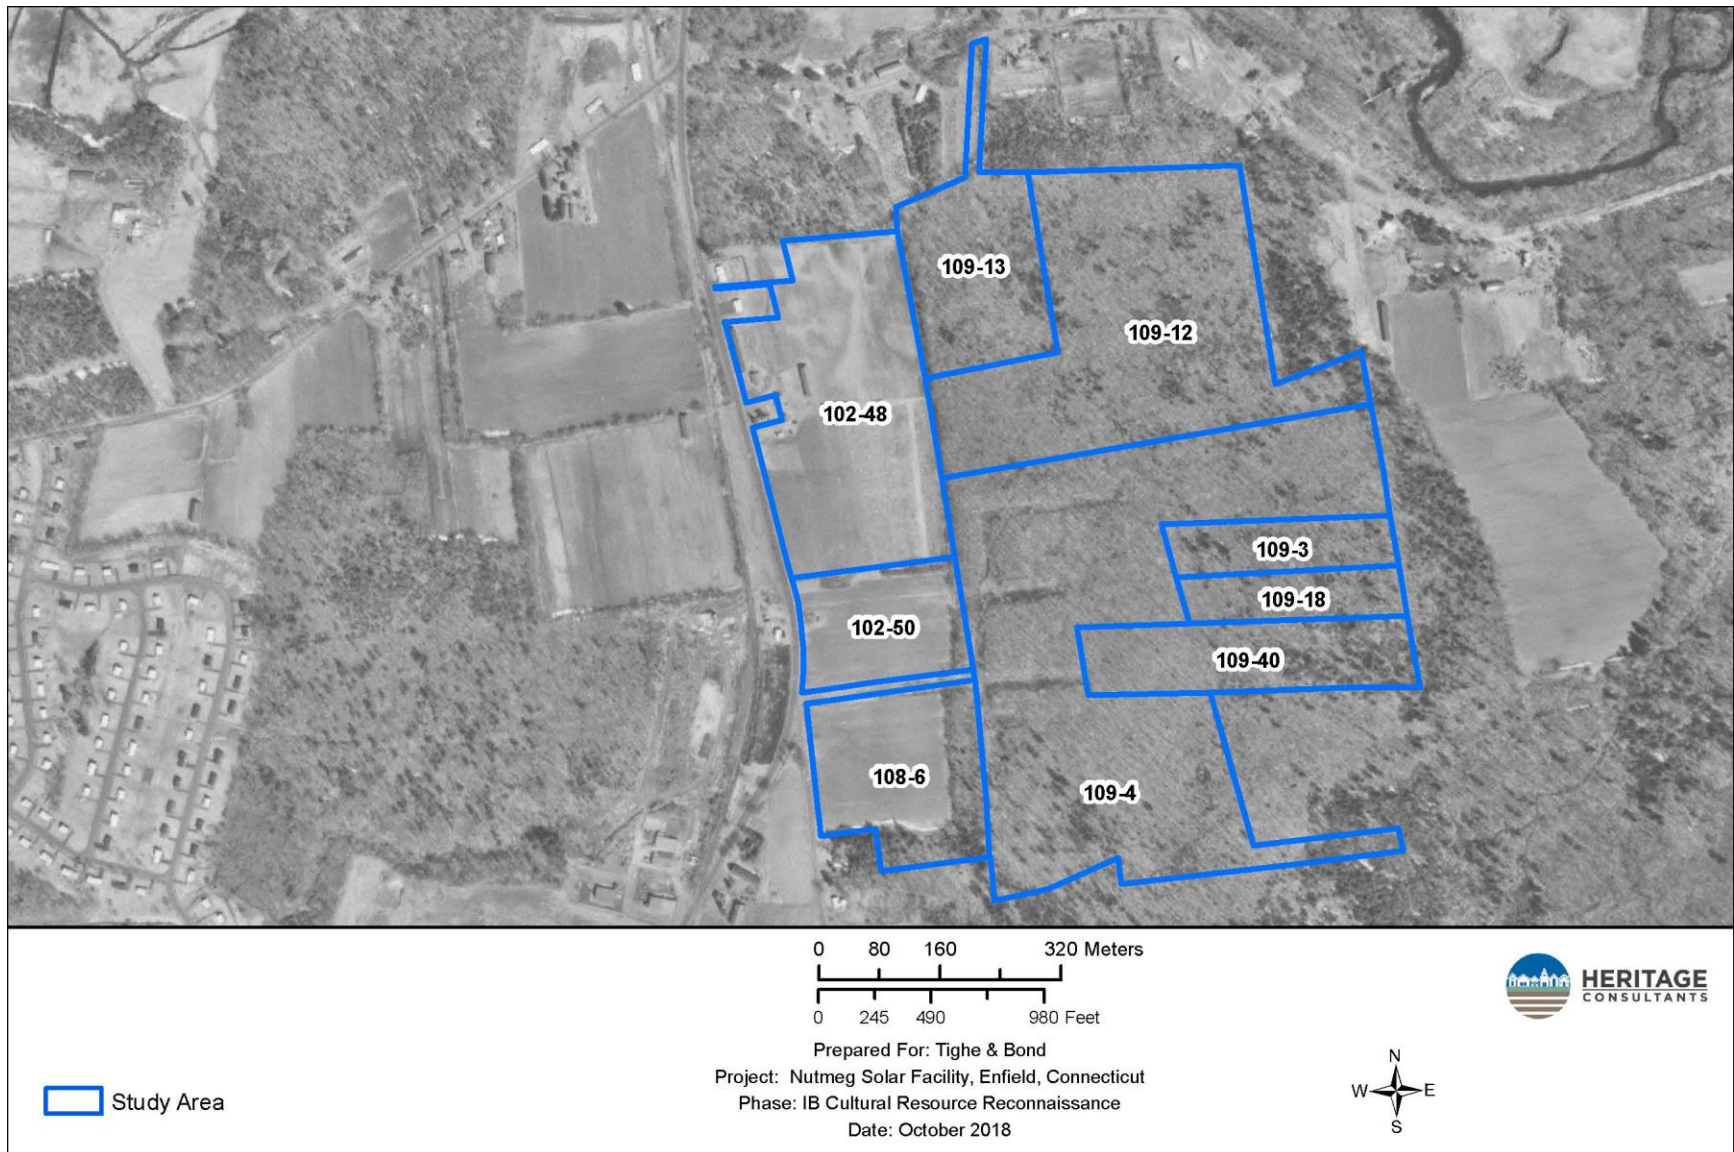 109-13
109-12
102-48
109-3
109-18
102-50
109-40
108-6
109-4
0 80 160 320 Meters
0 245 490 980 Feet
Prepared For: Tighe & Bond
Project: Nutmeg Solar Facility, Enfield, Connecticut
Phase: IB Cultural Resource Reconnaissance
Date: October 2018
Study Area
HERITAGE
CONSULTANTS
N
W E
S